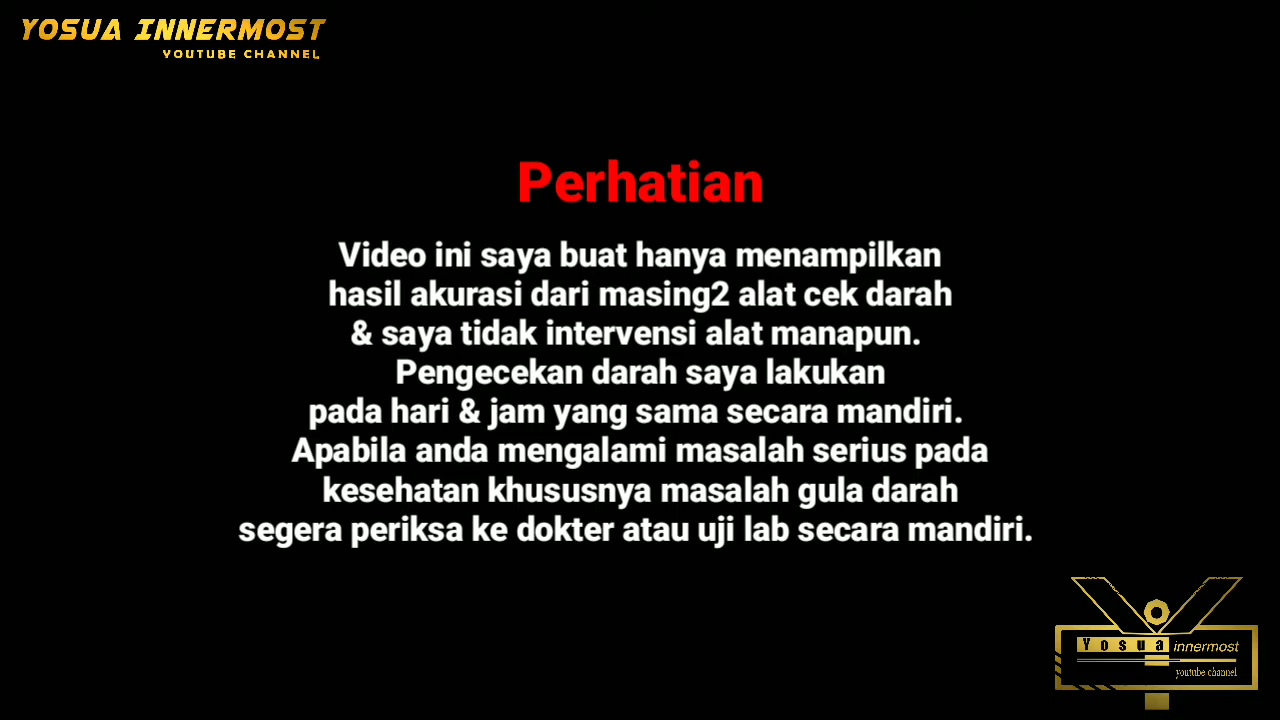 YOSUA INNERMOST
YOUTUBE CHANNEL
Perhatian
Video ini saya buat hanya menampilkan
hasil akurasi dari masing2 alat cek darah
& saya tidak intervensi alat manapun.
Pengecekan darah saya lakukan
pada hari & jam yang sama secara mandiri.
Apabila anda mengalami masalah serius pada
kesehatan khususnya masalah gula darah
segera periksa ke dokter atau uji lab secara mandiri.
Yosua innermost
youtube channel